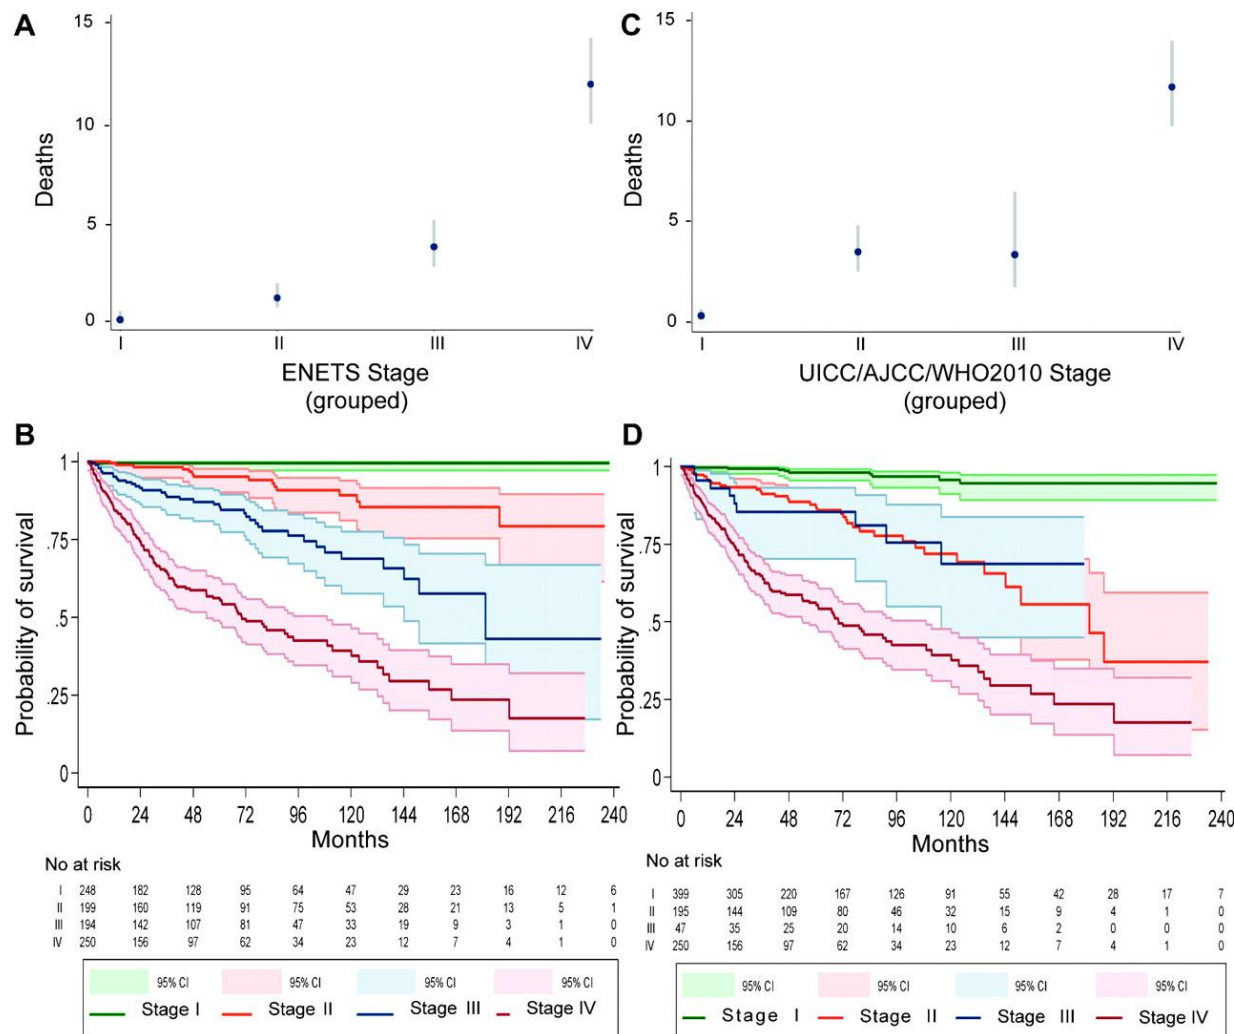 A
15
10
5
0
Deaths
I II III IV
ENETS Stage
(grouped)
C
15
10
5
0
Deaths
I II III IV
UICC/AJCC/WHO2010 Stage
(grouped)
B
1
.75
.5
.25
0
Probability of survival
0 24 48 72 96 120 144 168 192 216 240
Months
No at risk
I 248 182 128 95 64 47 29 23 16 12 6
II 199 160 119 91 75 53 28 21 13 5 1
III 194 142 107 81 47 33 19 9 3 1 0
IV 250 156 97 62 34 23 12 7 4 1 0
95% CI 95% CI 95% CI 95% CI
Stage I Stage II Stage III Stage IV
D
1
.75
.5
.25
0
Probability of survival
0 24 48 72 96 120 144 168 192 216 240
Months
No at risk
I 399 305 220 167 126 91 55 42 28 17 7
II 195 144 109 80 46 32 15 9 4 1 0
III 47 35 25 20 14 10 6 2 0 0 0
IV 250 156 97 62 34 23 12 7 4 1 0
95% CI 95% CI 95% CI 95% CI
Stage I Stage II Stage III Stage IV